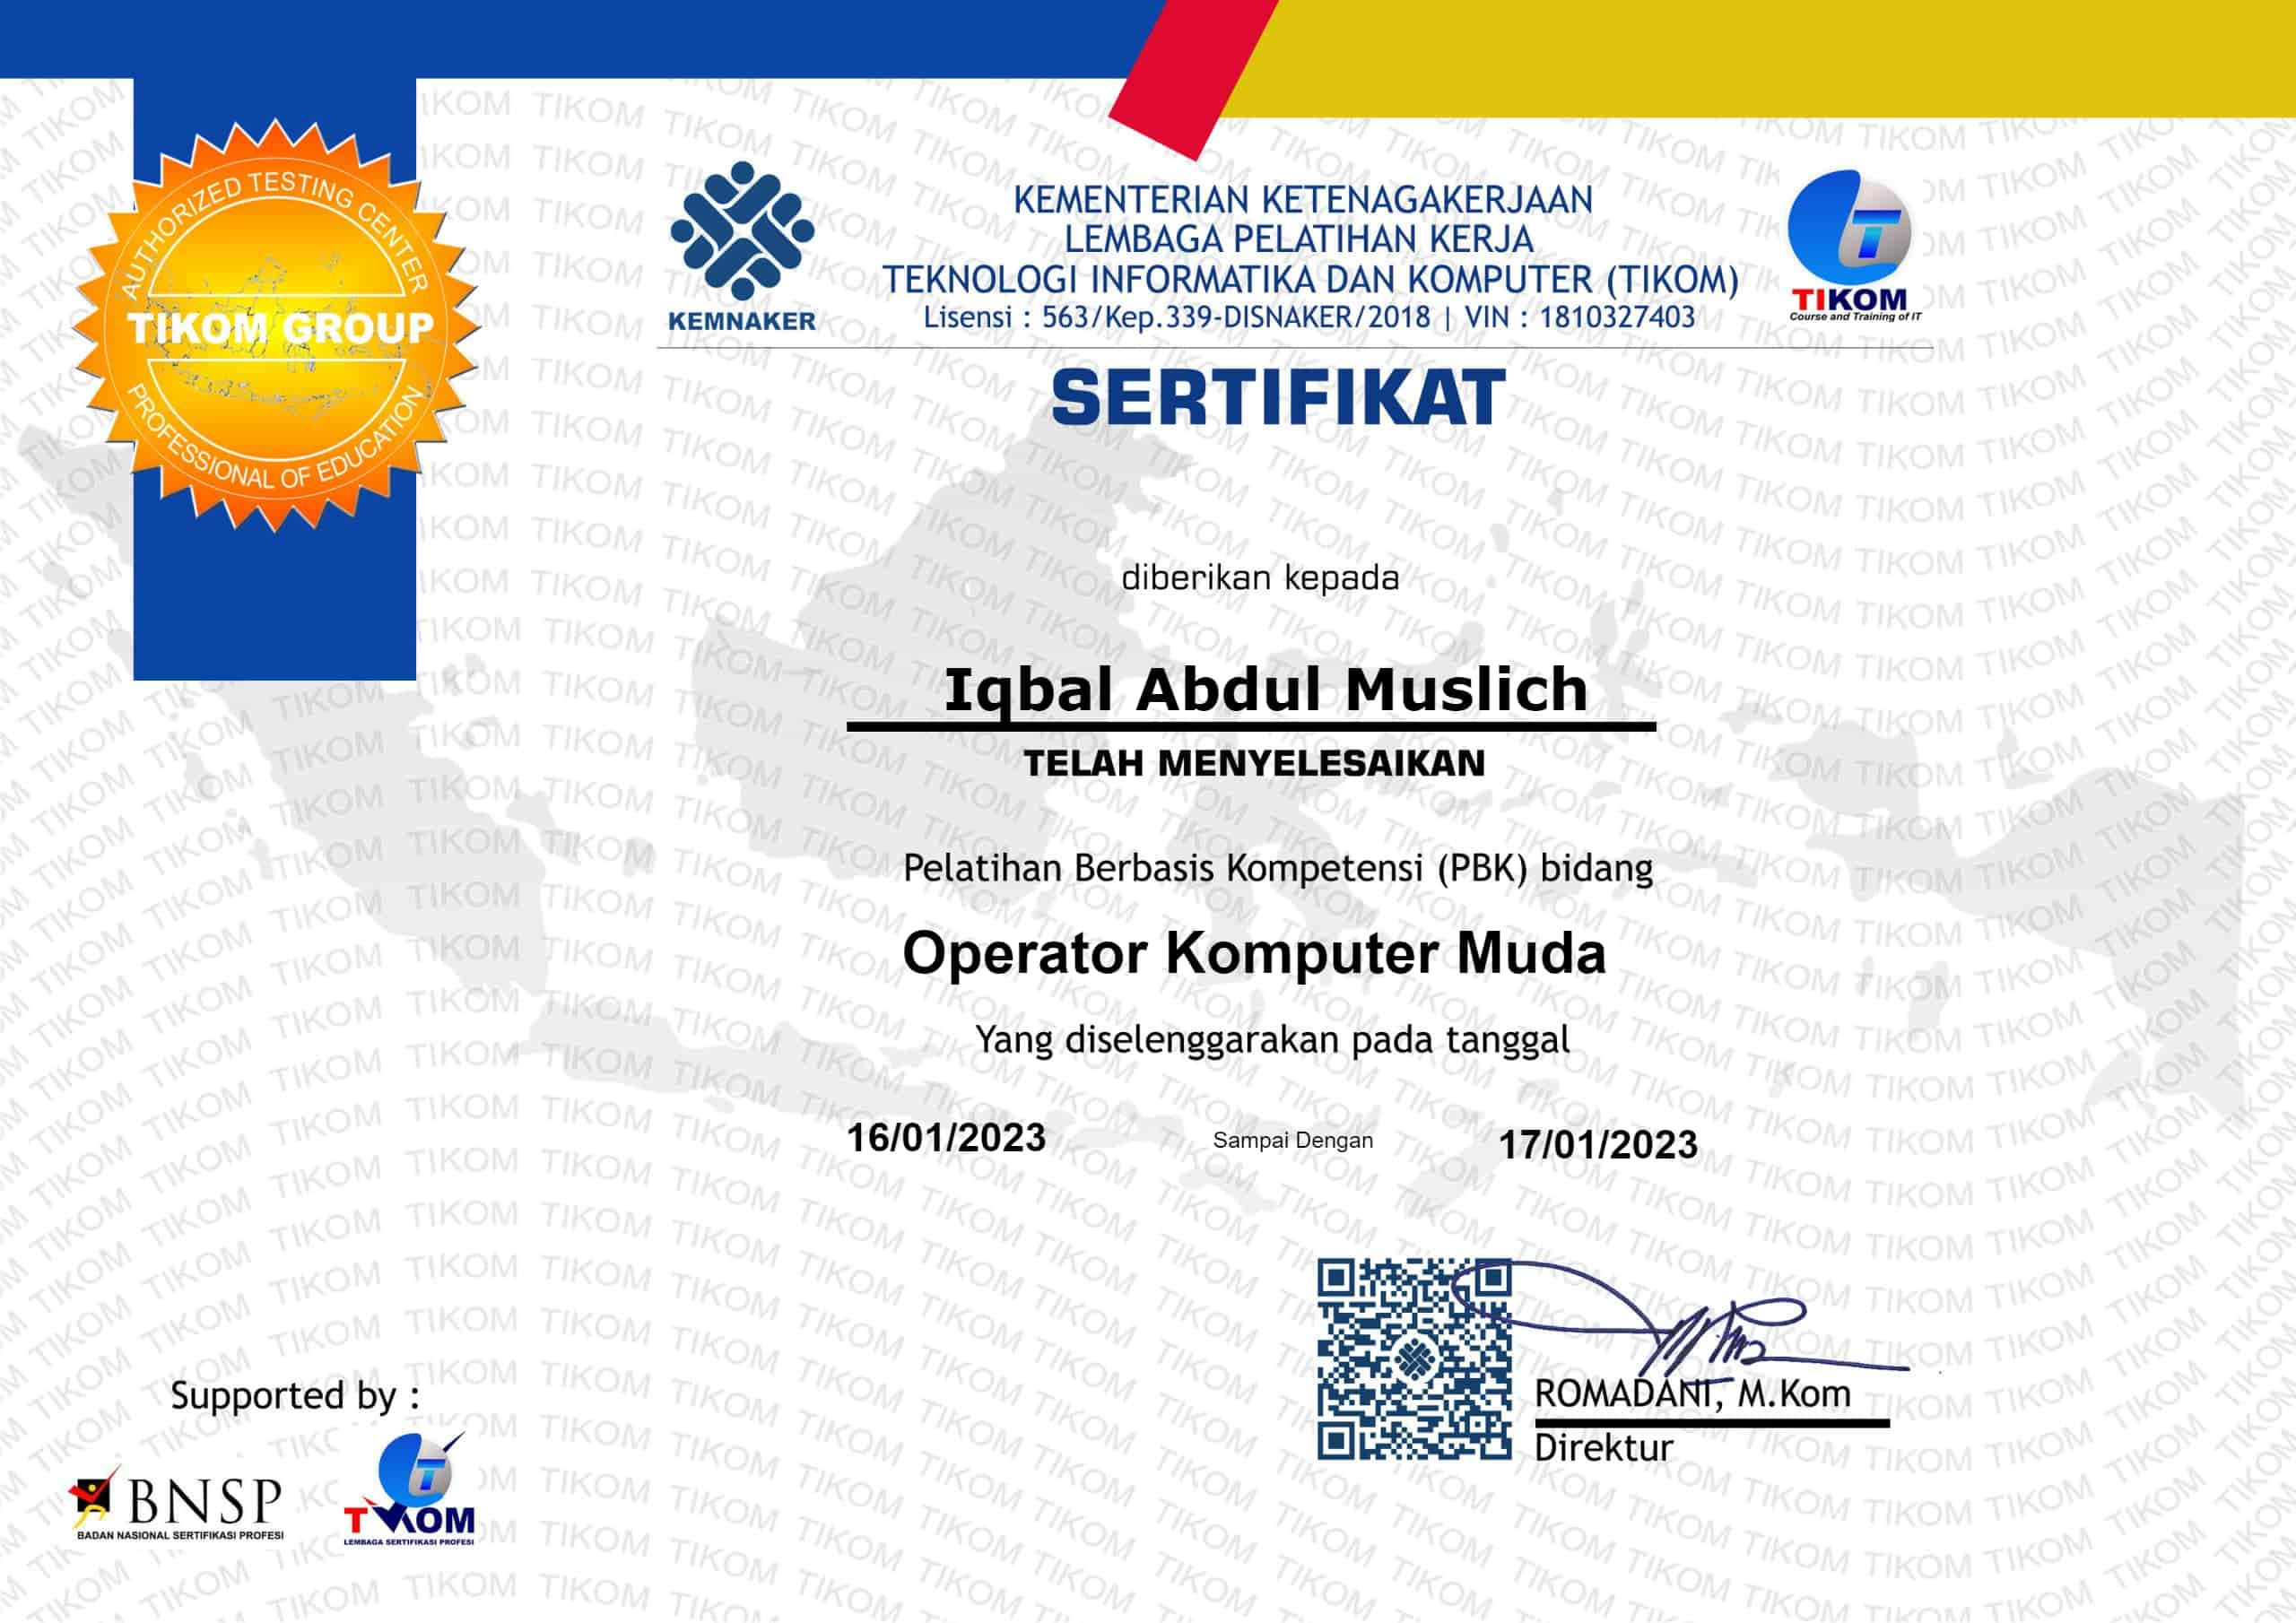 AUTHORIZED TESTING CENTER
TIKOM GROUP
PROFESSIONAL OF EDUCATION
KEMNAKER
KEMENTERIAN KETENAGAKERJAAN
LEMBAGA PELATIHAN KERJA
TEKNOLOGI INFORMATIKA DAN KOMPUTER (TIKOM)
Lisensi : 563/Kep.339-DISNAKER/2018 | VIN : 1810327403
TIKOM
Course and Training of IT
SERTIFIKAT
diberikan kepada
Iqbal Abdul Muslich
TELAH MENYELESAIKAN
Pelatihan Berbasis Kompetensi (PBK) bidang
Operator Komputer Muda
Yang diselenggarakan pada tanggal
16/01/2023 Sampai Dengan 17/01/2023
ROMADANI, M.Kom
Direktur
Supported by :
BNSP
BADAN NASIONAL SERTIFIKASI PROFESI
TIKOM
LEMBAGA SERTIFIKASI PROFESI